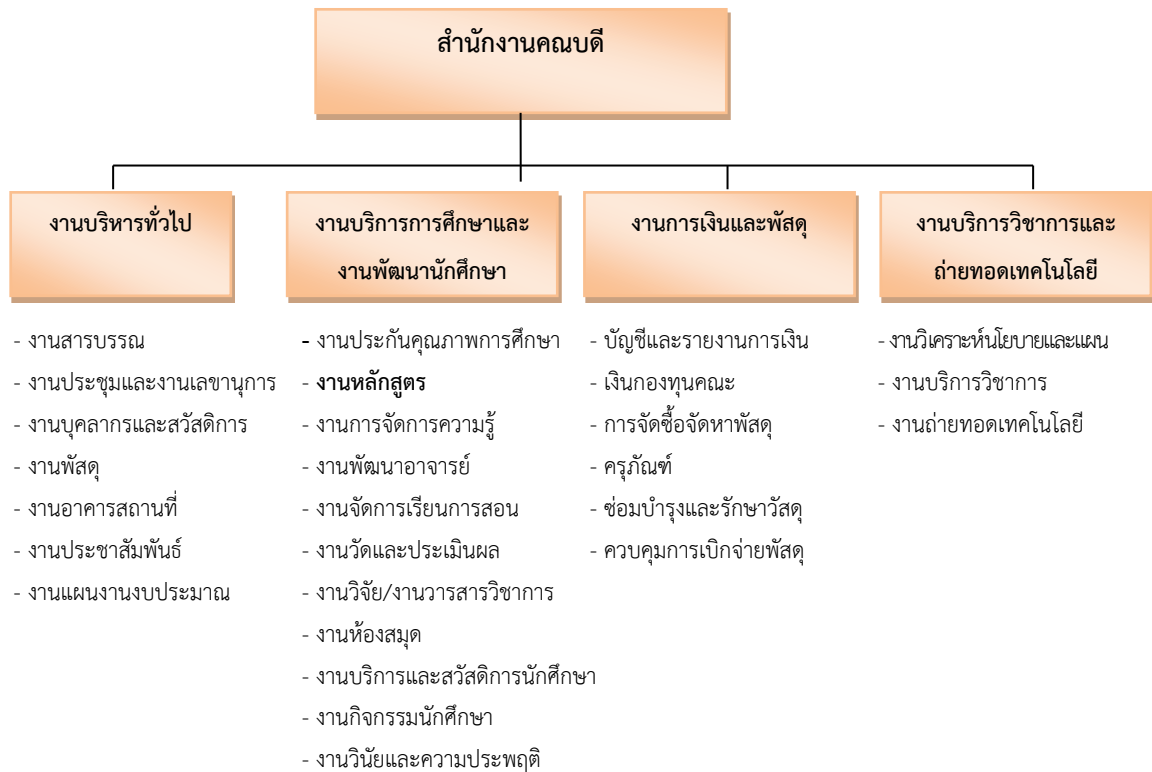 สำนักงานคณบดี
งานบริหารทั่วไป
งานบริการการศึกษาและ
งานพัฒนานักศึกษา
งานการเงินและพัสดุ
งานบริการวิชาการและ
ถ่ายทอดเทคโนโลยี
- งานสารบรรณ
- งานประชุมและงานเลขานุการ
- งานบุคลากรและสวัสดิการ
- งานพัสดุ
- งานอาคารสถานที่
- งานประชาสัมพันธ์
- งานแผนงานงบประมาณ
- งานประกันคุณภาพการศึกษา
- งานหลักสูตร
- งานการจัดการความรู้
- งานพัฒนาอาจารย์
- งานจัดการเรียนการสอน
- งานวัดและประเมินผล
- งานวิจัย/งานวารสารวิชาการ
- งานห้องสมุด
- งานบริการและสวัสดิการนักศึกษา
- งานกิจกรรมนักศึกษา
- งานวินัยและความประพฤติ
- บัญชีและรายงานการเงิน
- เงินกองทุนคณะ
- การจัดซื้อจัดหาพัสดุ
- ครุภัณฑ์
- ซ่อมบำรุงและรักษาวัสดุ
- ควบคุมการเบิกจ่ายพัสดุ
- งานวิเคราะห์นโยบายและแผน
- งานบริการวิชาการ
- งานถ่ายทอดเทคโนโลยี